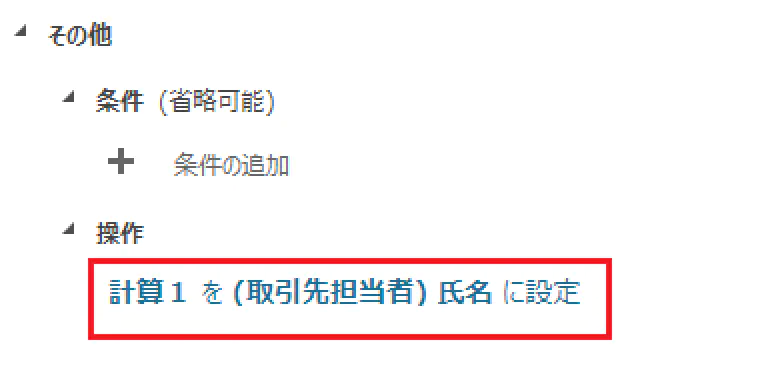 その他
条件 (省略可能)
条件の追加
操作
計算1 を (取引先担当者) 氏名 に設定